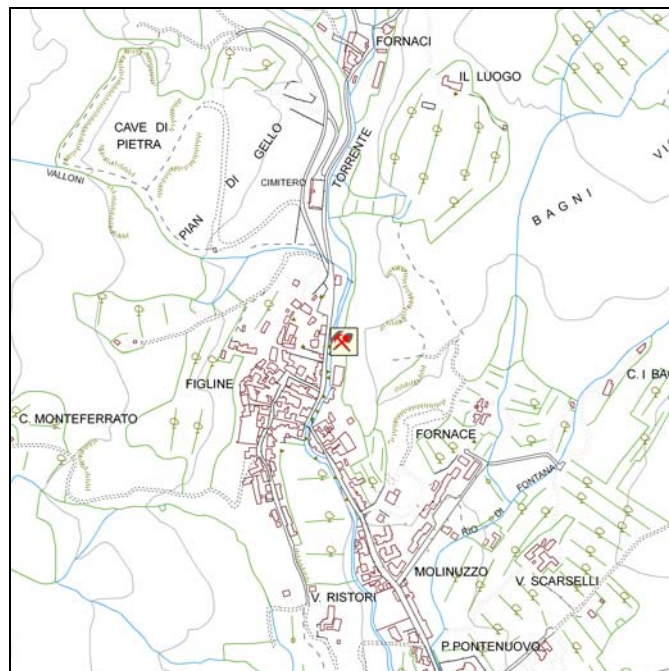 FORNACI
IL LUOGO
CAVE DI
PIETRA
PIAN DI GELLO
TORRENTE
BAGNI
VALLONI
CIMITERO
FIGLINE
C. MONTEFERRATO
FORNACE
RIO DI FONTANA
MOLINUZZO
V. SCARSELLI
V. RISTORI
P.PONTENUOVO